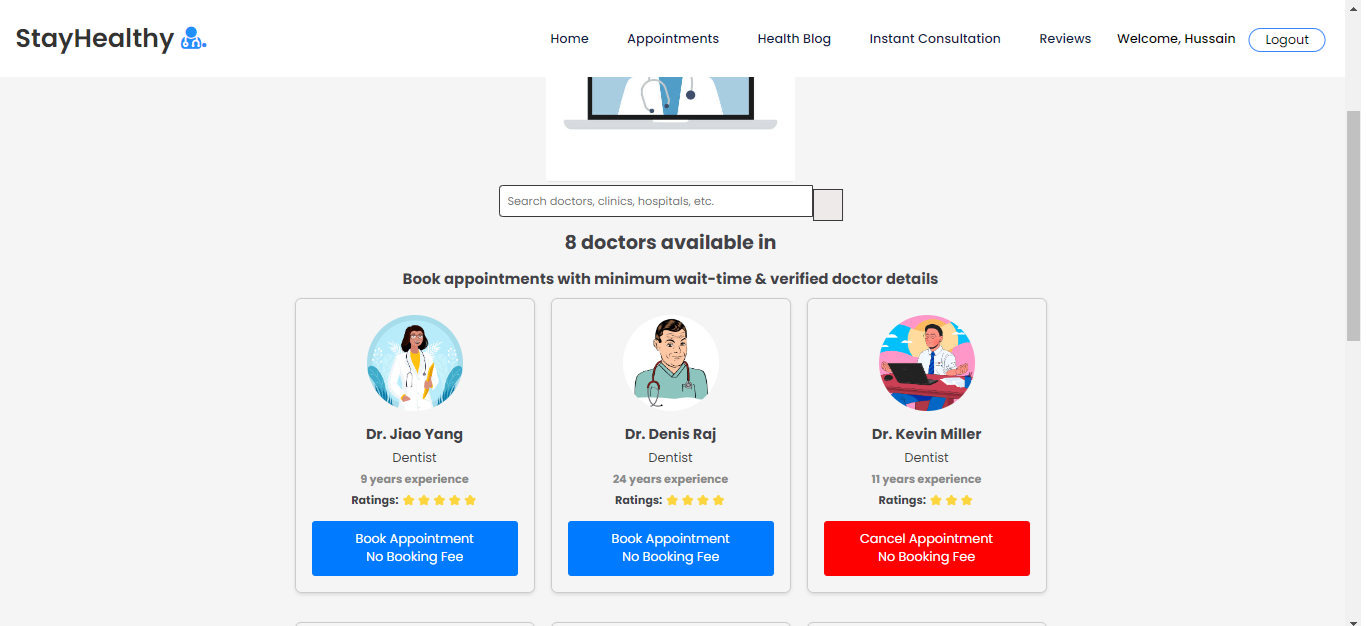 StayHealthy
Home Appointments Health Blog Instant Consultation Reviews Welcome, Hussain Logout
Search doctors, clinics, hospitals, etc.
8 doctors available in
Book appointments with minimum wait-time & verified doctor details
Dr. Jiao Yang
Dentist
9 years experience
Ratings:
Book Appointment
No Booking Fee
Dr. Denis Raj
Dentist
24 years experience
Ratings:
Book Appointment
No Booking Fee
Dr. Kevin Miller
Dentist
11 years experience
Ratings:
Cancel Appointment
No Booking Fee